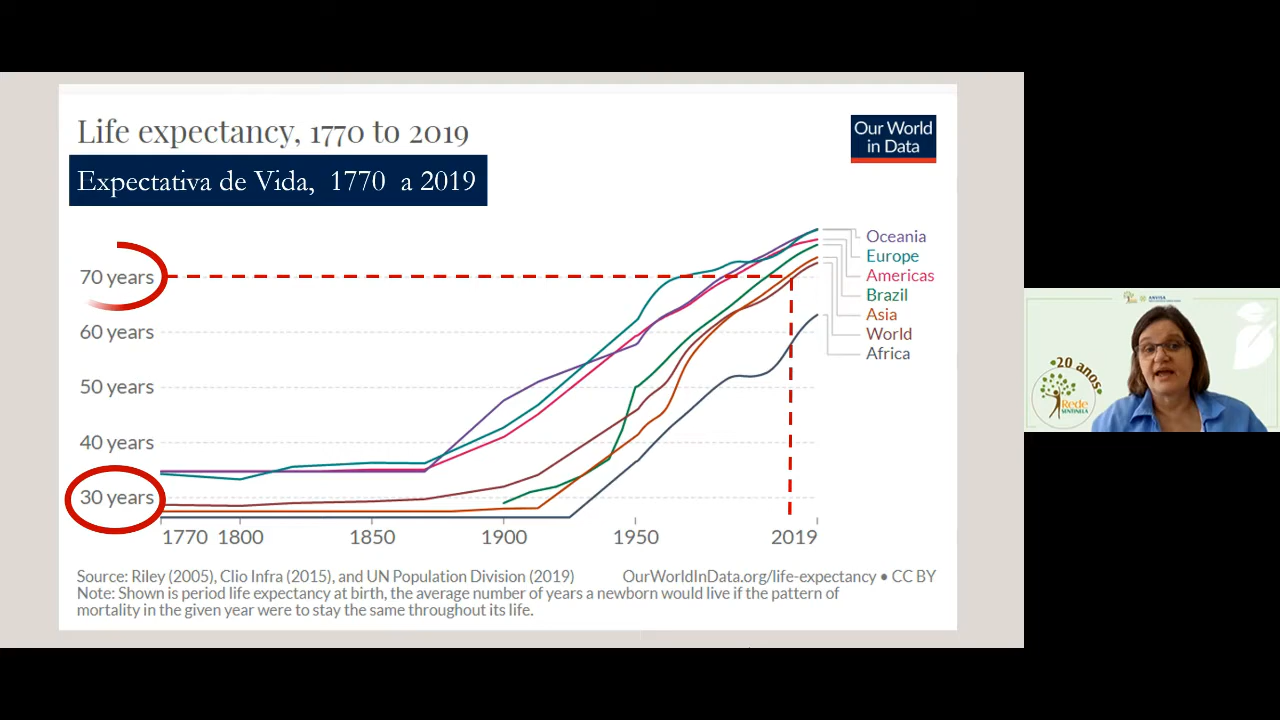 Life expectancy, 1770 to 2019
Our World
in Data
Expectativa de Vida, 1770 a 2019
70 years
60 years
50 years
40 years
30 years
1770
1800
1850
1900
1950
2019
Oceania
Europe
Americas
Brazil
Asia
World
Africa
Source: Riley (2005), Clio Infra (2015), and UN Population Division (2019)
OurWorldInData.org/life-expectancy • CC BY
Note: Shown is period life expectancy at birth, the average number of years a newborn would live if the pattern of
mortality in the given year were to stay the same throughout its life.
ANVISA
•20 anos•
Rede
SENTINELA